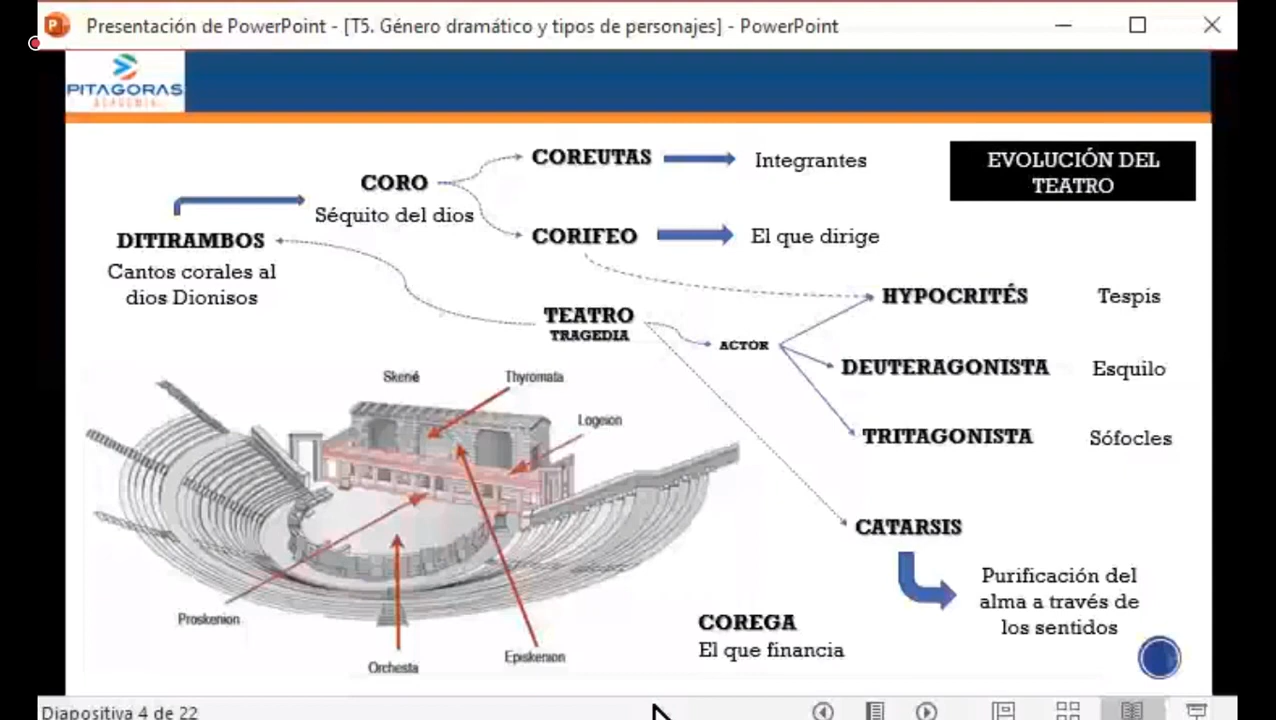 Presentación de PowerPoint - [T5. Género dramático y tipos de personajes] - PowerPoint
PITAGORAS
ACADEMIA
EVOLUCIÓN DEL
TEATRO
COREUTAS
Integrantes
CORO
Séquito del dios
CORIFEO
El que dirige
DITIRAMBOS
Cantos corales al
dios Dionisos
HYPOCRITÉS
Tespis
TEATRO
TRAGEDIA
ACTOR
DEUTERAGONISTA
Esquilo
TRITAGONISTA
Sófocles
Skené
Thyromata
Logeion
Proskenion
Orchesta
Episkenion
CATARSIS
Purificación del
alma a través de
los sentidos
COREGA
El que financia
Diapositiva 4 de 22